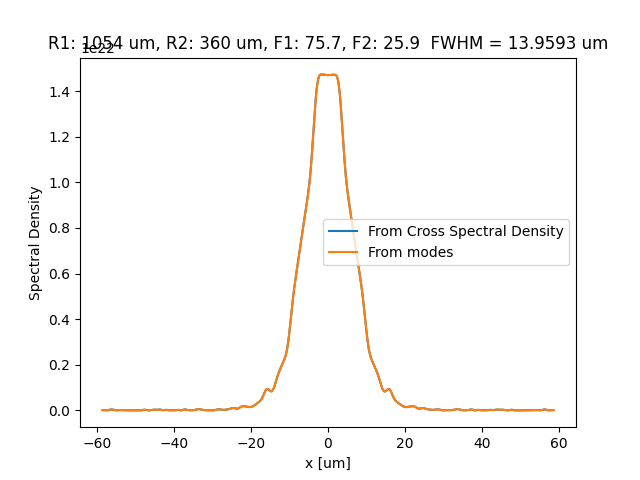 R1: 1054 um, R2: 360 um, F1: 75.7, F2: 25.9  FWHM = 13.9593 um
1e22
1.4
1.2
1.0
0.8
0.6
0.4
0.2
0.0
Spectral Density
From Cross Spectral Density
From modes
−60 −40 −20 0 20 40 60
x [um]